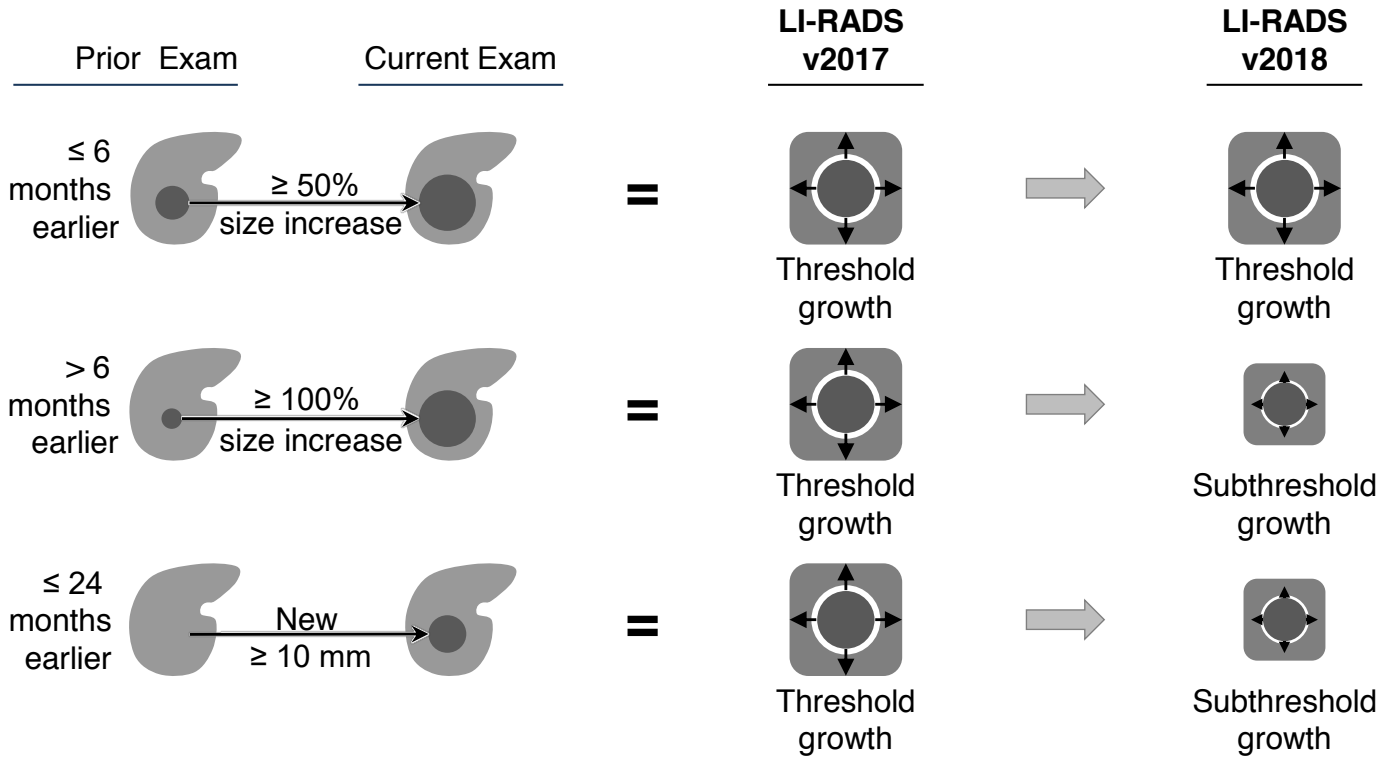 Prior Exam
Current Exam
LI-RADS
v2017
LI-RADS
v2018
≤ 6
months
earlier
≥ 50%
size increase
=
Threshold
growth
Threshold
growth
> 6
months
earlier
≥ 100%
size increase
=
Threshold
growth
Subthreshold
growth
≤ 24
months
earlier
New
≥ 10 mm
=
Threshold
growth
Subthreshold
growth